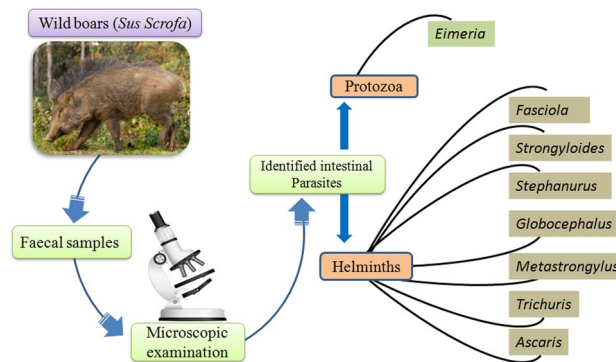 Wild boars (Sus Scrofa)
Eimeria
Protozoa
Fasciola
Strongyloides
Identified intestinal
Parasites
Stephanurus
Globocephalus
Faecal samples
Helminths
Metastrongylus
Trichuris
Microscopic
examination
Ascaris